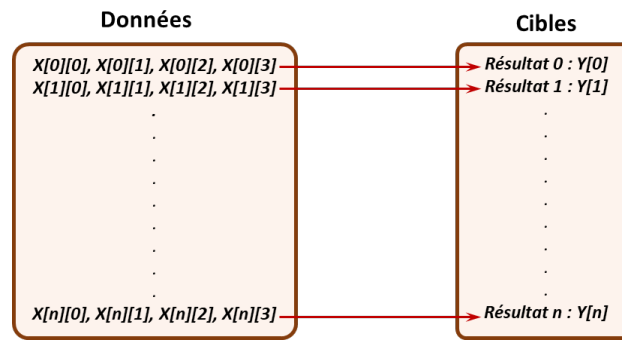 Données
Cibles
X[0][0], X[0][1], X[0][2], X[0][3]
Résultat 0 : Y[0]
X[1][0], X[1][1], X[1][2], X[1][3]
Résultat 1 : Y[1]
X[n][0], X[n][1], X[n][2], X[n][3]
Résultat n : Y[n]